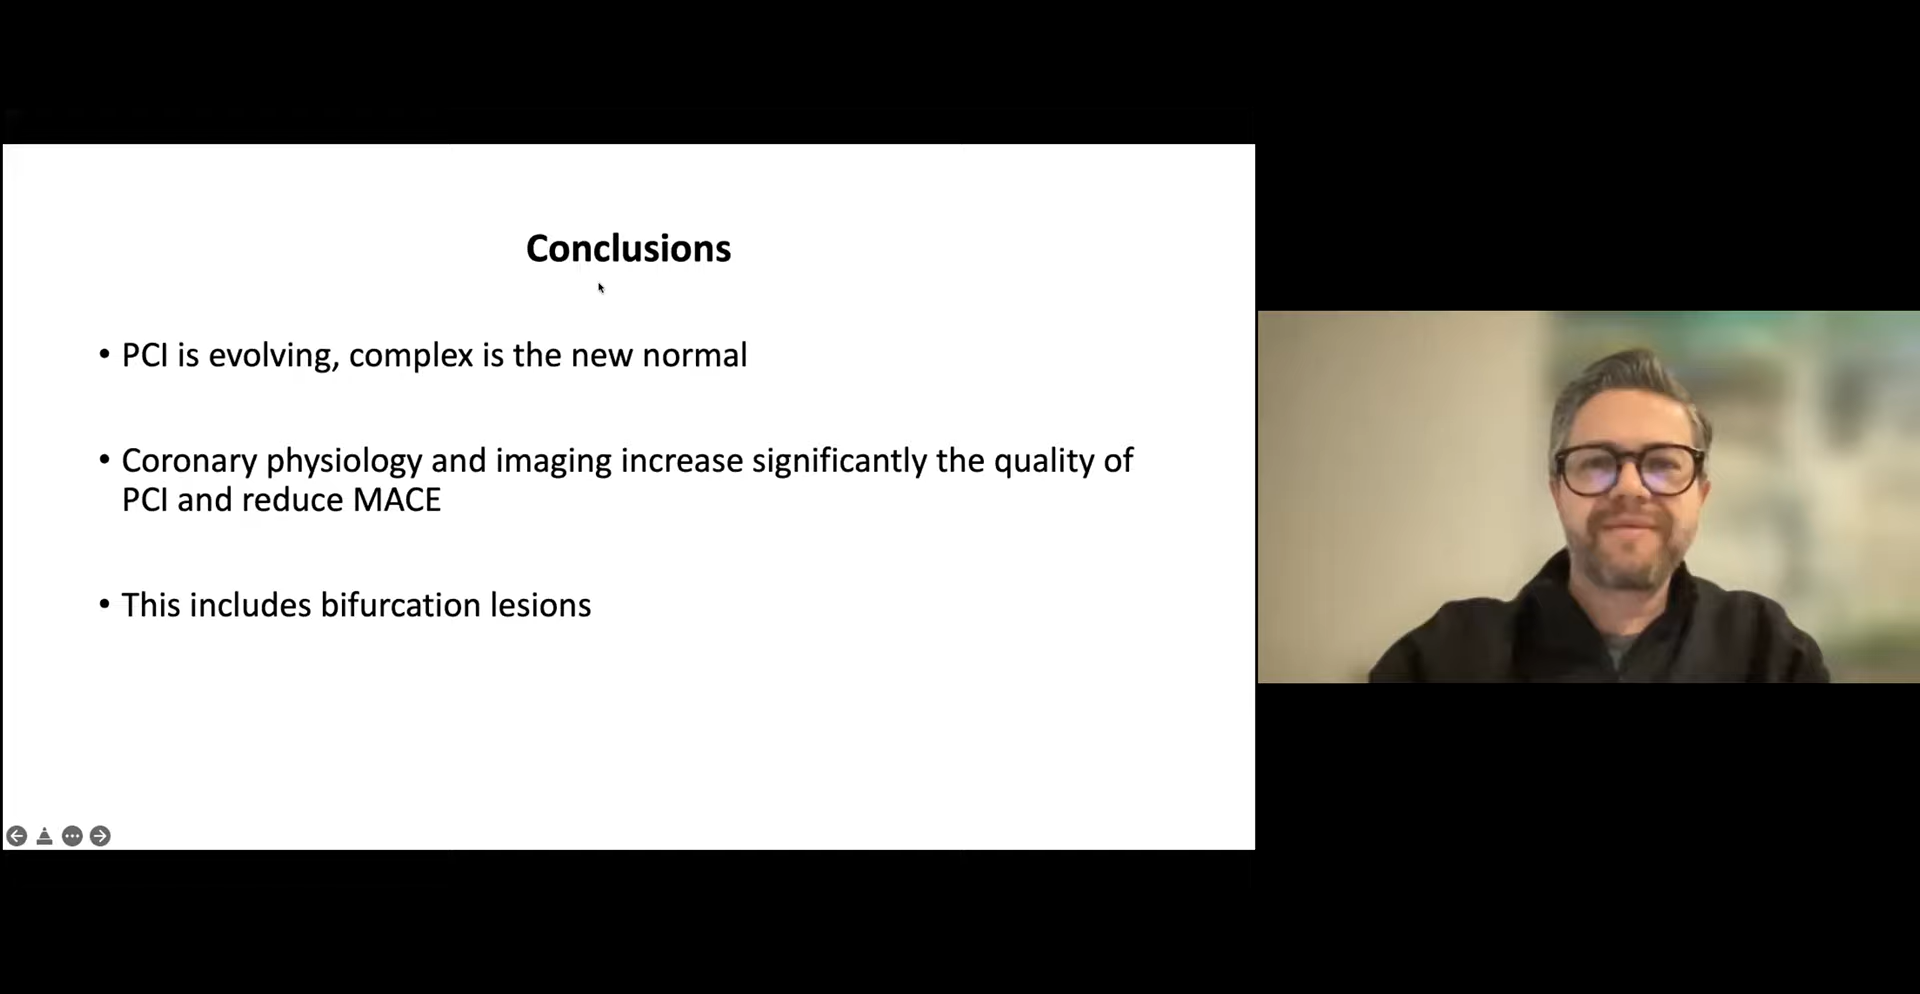 Conclusions
• PCI is evolving, complex is the new normal
• Coronary physiology and imaging increase significantly the quality of
PCI and reduce MACE
• This includes bifurcation lesions